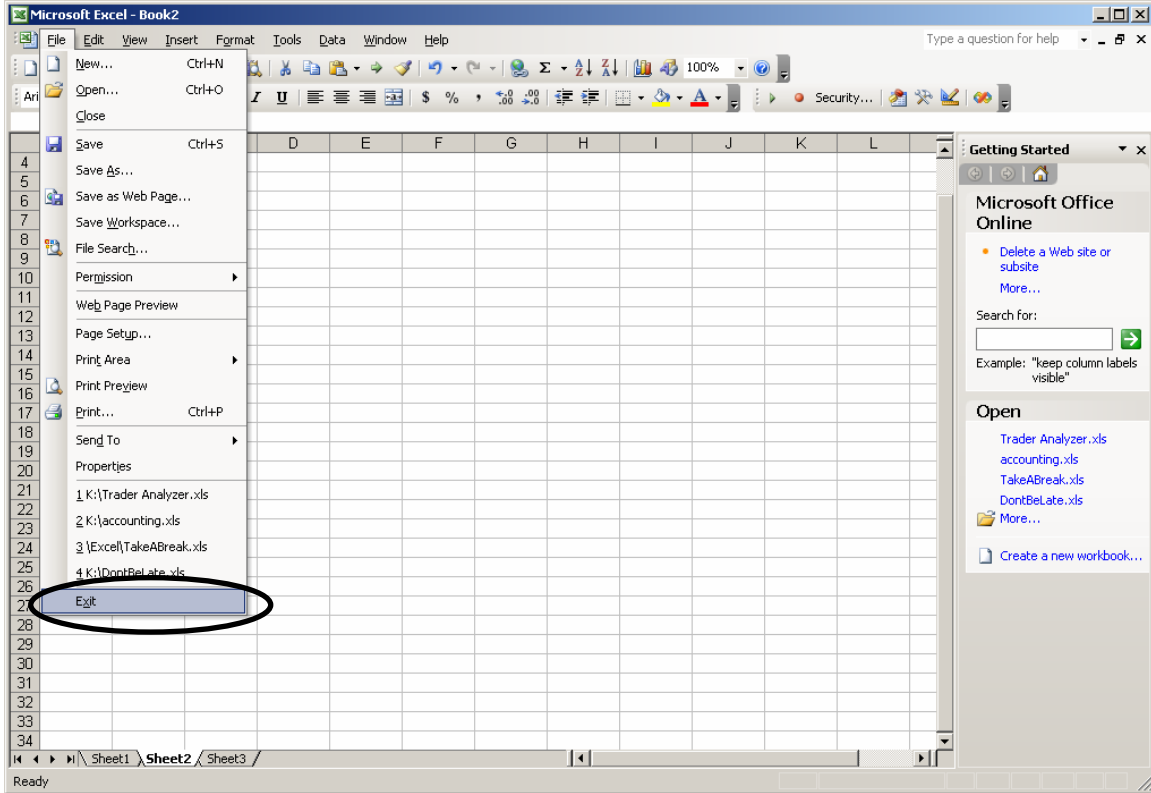 Microsoft Excel - Book2
File Edit View Insert Format Tools Data Window Help Type a question for help
100%
Ari I U $ % , Security...
New... Ctrl+N
Open... Ctrl+O
Close
Save Ctrl+S
Save As...
Save as Web Page...
Save Workspace...
File Search...
Permission
Web Page Preview
Page Setup...
Print Area
Print Preview
Print... Ctrl+P
Send To
Properties
1 K:\Trader Analyzer.xls
2 K:\accounting.xls
3 \Excel\TakeABreak.xls
4 K:\DontBeLate.xls
Exit
D E F G H I J K L
4
5
6
7
8
9
10
11
12
13
14
15
16
17
18
19
20
21
22
23
24
25
26
27
28
29
30
31
32
33
34
Getting Started
Microsoft Office
Online
Delete a Web site or
subsite
More...
Search for:
Example: "keep column labels
visible"
Open
Trader Analyzer.xls
accounting.xls
TakeABreak.xls
DontBeLate.xls
More...
Create a new workbook...
Sheet1 Sheet2 Sheet3
Ready